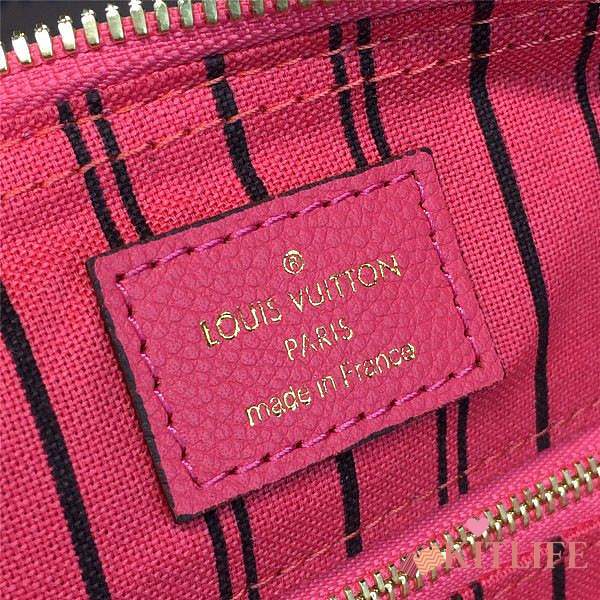 ®
LOUIS VUITTON
PARIS
made in France
KITLIFE